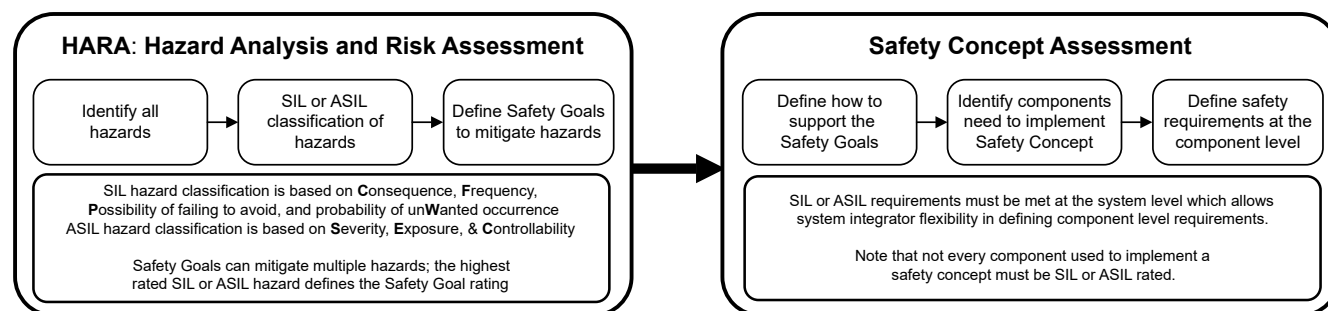 HARA: Hazard Analysis and Risk Assessment
Identify all
hazards
SIL or ASIL
classification of
hazards
Define Safety Goals
to mitigate hazards
SIL hazard classification is based on Consequence, Frequency,
Possibility of failing to avoid, and probability of unWanted occurrence
ASIL hazard classification is based on Severity, Exposure, & Controllability
Safety Goals can mitigate multiple hazards; the highest
rated SIL or ASIL hazard defines the Safety Goal rating
Safety Concept Assessment
Define how to
support the
Safety Goals
Identify components
need to implement
Safety Concept
Define safety
requirements at the
component level
SIL or ASIL requirements must be met at the system level which allows
system integrator flexibility in defining component level requirements.
Note that not every component used to implement a
safety concept must be SIL or ASIL rated.